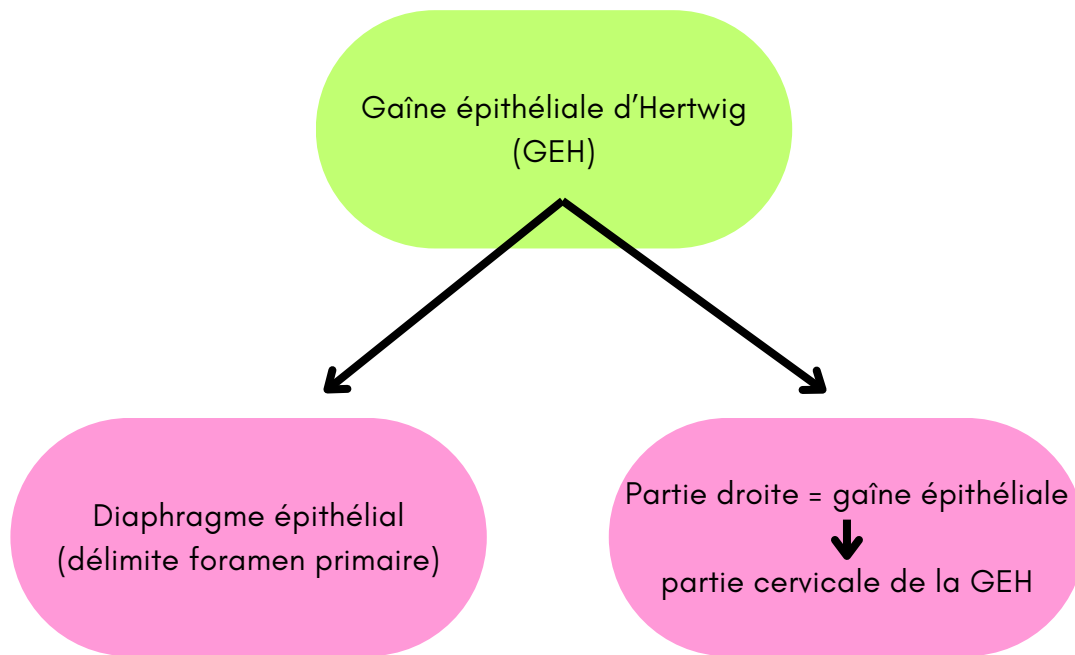 Gaîne épithéliale d'Hertwig
(GEH)
Diaphragme épithélial
(délimite foramen primaire)
Partie droite = gaîne épithéliale
partie cervicale de la GEH